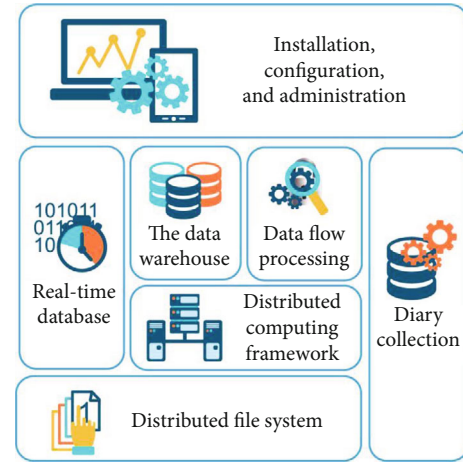 Installation,
configuration,
and administration
101011
011
10
Real-time
database
The data
warehouse
Data flow
processing
Distributed
computing
framework
Diary
collection
1
Distributed file system